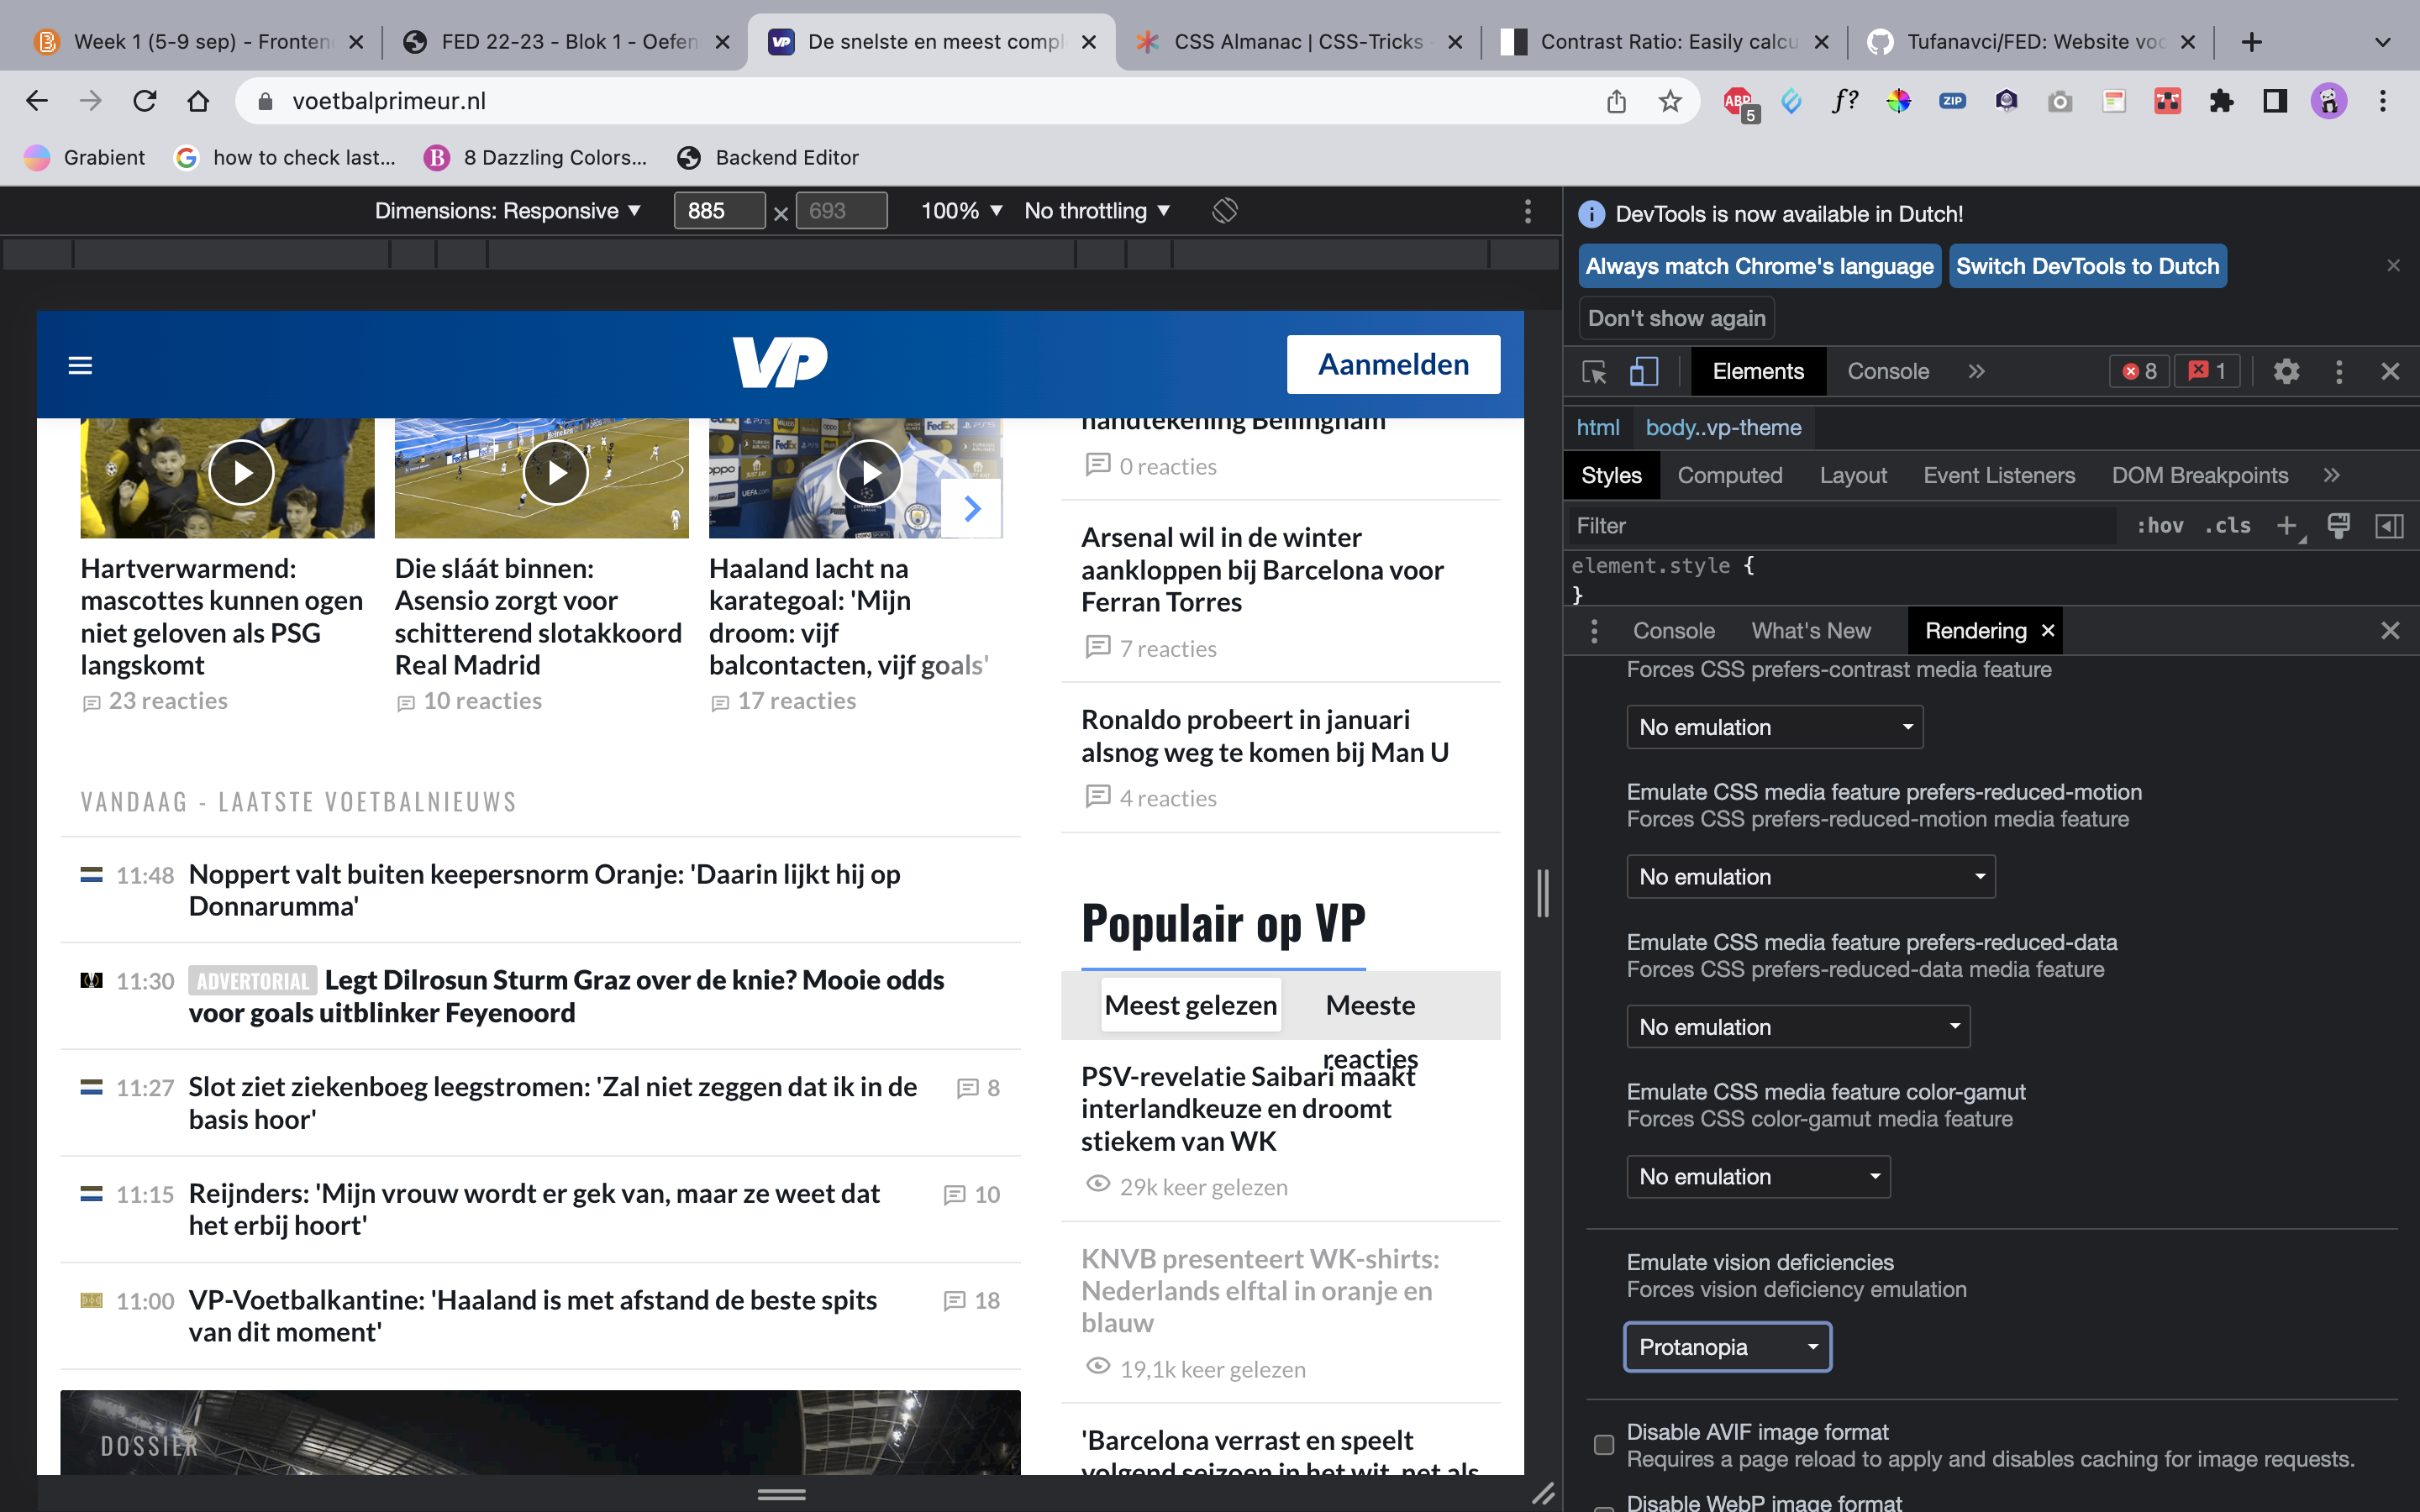 Week 1 (5-9 sep) - Fronten
FED 22-23 - Blok 1 - Oefen
VP
De snelste en meest compl
CSS Almanac | CSS-Tricks
Contrast Ratio: Easily calcu
Tufanavci/FED: Website voo
voetbalprimeur.nl
ABP
5
f?
ZIP
Grabient
how to check last...
8 Dazzling Colors...
Backend Editor
Dimensions: Responsive
885
693
100%
No throttling
VP
Aanmelden
Hartverwarmend:
mascottes kunnen ogen
niet geloven als PSG
langskomt
23 reacties
Heineken
Die sláát binnen:
Asensio zorgt voor
schitterend slotakkoord
Real Madrid
10 reacties
FedEx
oppo
Haaland lacht na
karategoal: 'Mijn
droom: vijf
balcontacten, vijf goals'
17 reacties
VANDAAG - LAATSTE VOETBALNIEUWS
11:48 Noppert valt buiten keepersnorm Oranje: 'Daarin lijkt hij op
Donnarumma'
11:30 ADVERTORIAL Legt Dilrosun Sturm Graz over de knie? Mooie odds
voor goals uitblinker Feyenoord
11:27 Slot ziet ziekenboeg leegstromen: 'Zal niet zeggen dat ik in de
basis hoor'
8
11:15 Reijnders: 'Mijn vrouw wordt er gek van, maar ze weet dat
het erbij hoort'
10
11:00 VP-Voetbalkantine: 'Haaland is met afstand de beste spits
van dit moment'
18
DOSSIER
handtekening Bellingham
0 reacties
Arsenal wil in de winter
aankloppen bij Barcelona voor
Ferran Torres
7 reacties
Ronaldo probeert in januari
alsnog weg te komen bij Man U
4 reacties
Populair op VP
Meest gelezen
Meeste
reacties
PSV-revelatie Saibari maakt
interlandkeuze en droomt
stiekem van WK
29k keer gelezen
KNVB presenteert WK-shirts:
Nederlands elftal in oranje en
blauw
19,1k keer gelezen
'Barcelona verrast en speelt
volgend seizoen in het wit, net als
DevTools is now available in Dutch!
Always match Chrome's language
Switch DevTools to Dutch
Don't show again
Elements
Console
8
1
html
body..vp-theme
Styles
Computed
Layout
Event Listeners
DOM Breakpoints
Filter
:hov
.cls
element.style {
}
Console
What's New
Rendering
Forces CSS prefers-contrast media feature
No emulation
Emulate CSS media feature prefers-reduced-motion
Forces CSS prefers-reduced-motion media feature
No emulation
Emulate CSS media feature prefers-reduced-data
Forces CSS prefers-reduced-data media feature
No emulation
Emulate CSS media feature color-gamut
Forces CSS color-gamut media feature
No emulation
Emulate vision deficiencies
Forces vision deficiency emulation
Protanopia
Disable AVIF image format
Requires a page reload to apply and disables caching for image requests.
Disable WebP image format